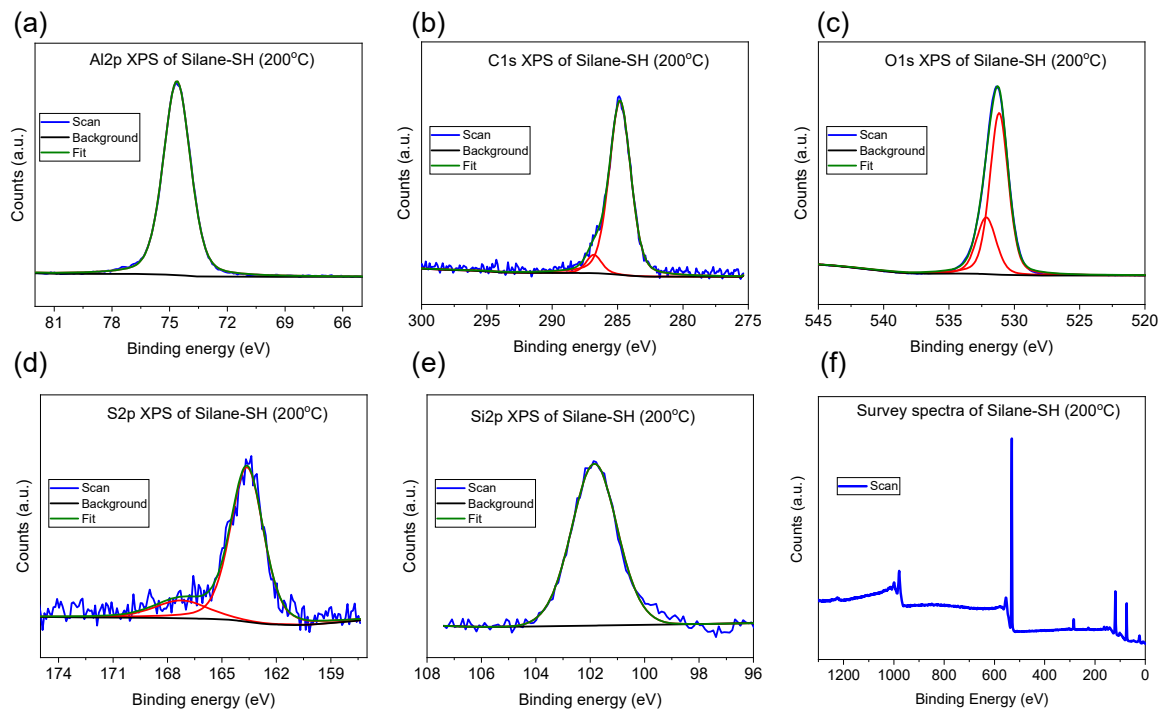 (a)
Al2p XPS of Silane-SH (200°C)
Scan
Background
Fit
Counts (a.u.)
81 78 75 72 69 66
Binding energy (eV)
(b)
C1s XPS of Silane-SH (200°C)
Scan
Background
Fit
Counts (a.u.)
300 295 290 285 280 275
Binding energy (eV)
(c)
O1s XPS of Silane-SH (200°C)
Scan
Background
Fit
Counts (a.u.)
545 540 535 530 525 520
Binding energy (eV)
(d)
S2p XPS of Silane-SH (200°C)
Scan
Background
Fit
Counts (a.u.)
174 171 168 165 162 159
Binding energy (eV)
(e)
Si2p XPS of Silane-SH (200°C)
Scan
Background
Fit
Counts (a.u.)
108 106 104 102 100 98 96
Binding energy (eV)
(f)
Survey spectra of Silane-SH (200°C)
Scan
Counts (a.u.)
1200 1000 800 600 400 200 0
Binding Energy (eV)